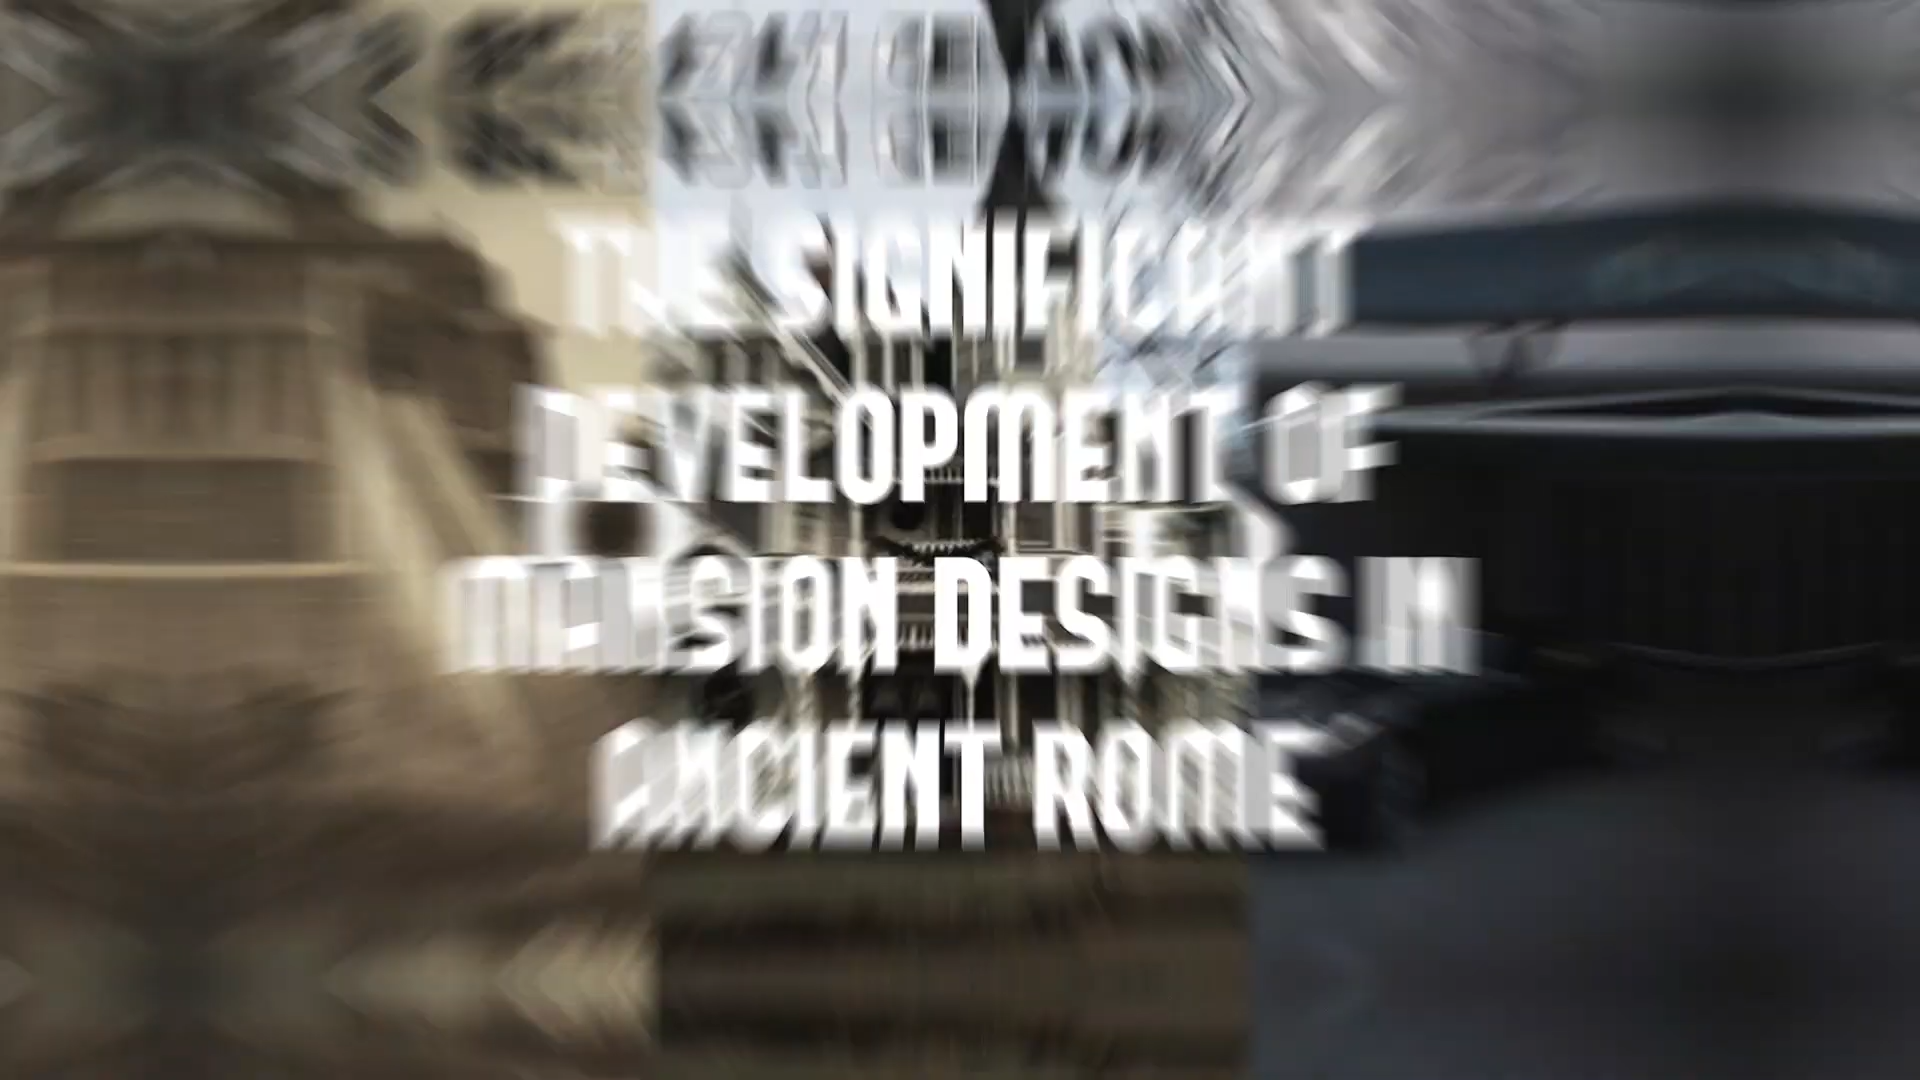 THE SIGNIFICANT
DEVELOPMENT OF
MANSION DESIGNS IN
ANCIENT ROME